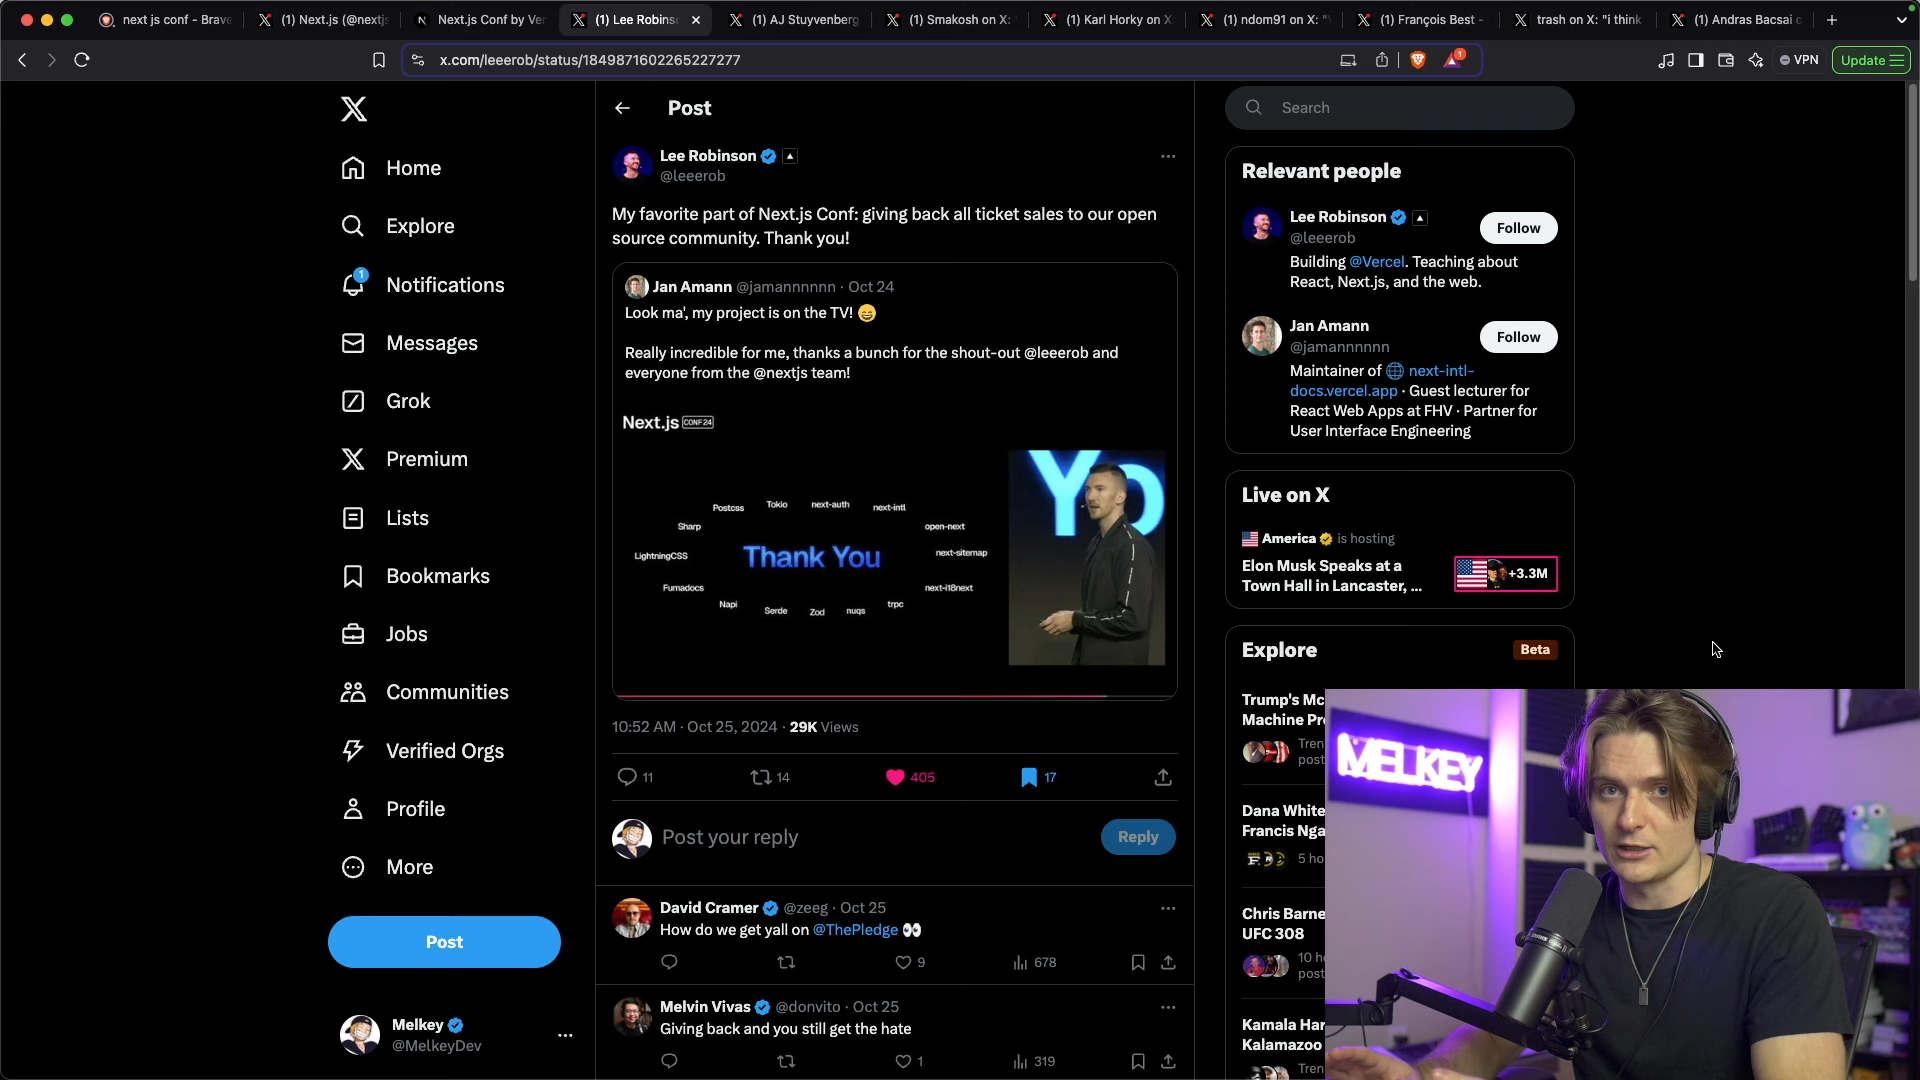 next js conf - Brave
(1) Next.js (@nextjs
Next.js Conf by Ver
(1) Lee Robins
(1) AJ Stuyvenberg
(1) Smakosh on X:
(1) Karl Horky on X
(1) ndom91 on X: "
(1) François Best -
trash on X: "i think
(1) Andras Bacsai o
x.com/leeerob/status/1849871602265227277
1
VPN
Update
Home
Explore
1
Notifications
Messages
Grok
Premium
Lists
Bookmarks
Jobs
Communities
Verified Orgs
Profile
More
Post
Melkey
@MelkeyDev
Post
Lee Robinson
@leeerob
My favorite part of Next.js Conf: giving back all ticket sales to our open
source community. Thank you!
Jan Amann @jamannnnnn · Oct 24
Look ma', my project is on the TV! 😄
Really incredible for me, thanks a bunch for the shout-out @leeerob and
everyone from the @nextjs team!
Next.js CONF24
Postcss
Tokio
next-auth
next-intl
Sharp
open-next
LightningCSS
Thank You
next-sitemap
Fumadocs
next-i18next
Napi
Serde
Zod
nuqs
trpc
Yo
10:52 AM · Oct 25, 2024 · 29K Views
11
14
405
17
Post your reply
Reply
David Cramer @zeeg · Oct 25
How do we get yall on @ThePledge 👀
9
678
Melvin Vivas @donvito · Oct 25
Giving back and you still get the hate
1
319
Search
Relevant people
Lee Robinson
@leeerob
Follow
Building @Vercel. Teaching about
React, Next.js, and the web.
Jan Amann
@jamannnnnn
Follow
Maintainer of 🌐 next-intl-
docs.vercel.app · Guest lecturer for
React Web Apps at FHV · Partner for
User Interface Engineering
Live on X
America is hosting
Elon Musk Speaks at a
Town Hall in Lancaster, ...
+3.3M
Explore
Beta
Trump's Mc
Machine Pr
Tren
post
Dana White
Francis Nga
5 ho
Chris Barne
UFC 308
10 h
post
Kamala Har
Kalamazoo
Tren
MELKEY